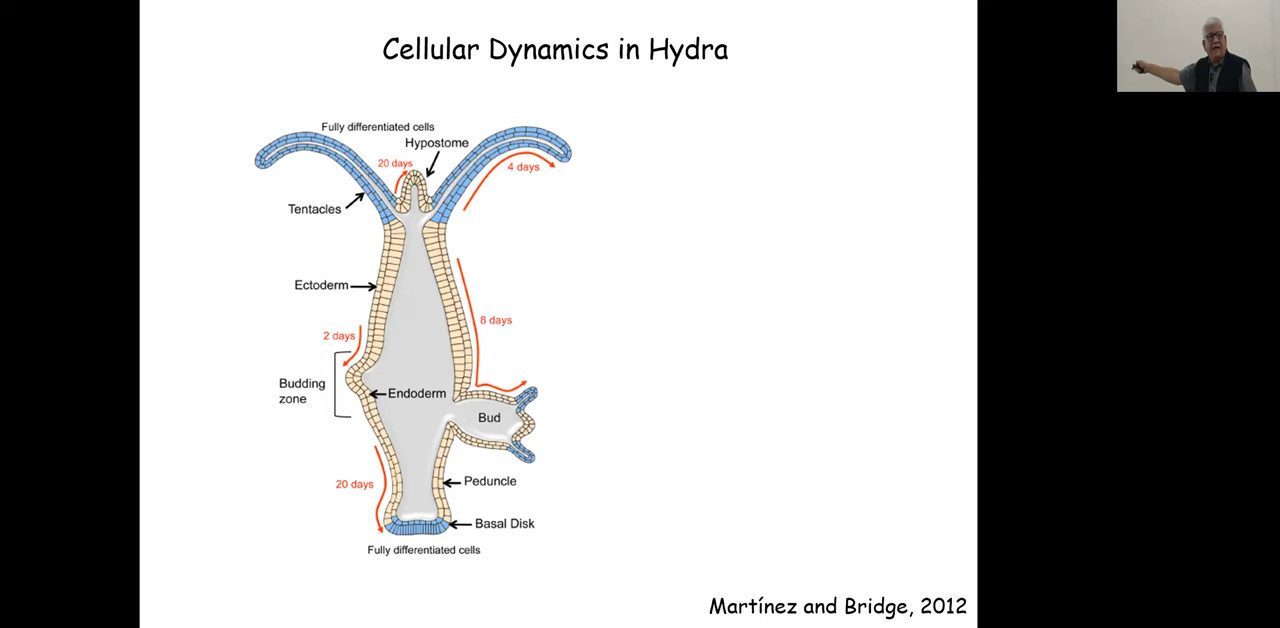 Cellular Dynamics in Hydra
Fully differentiated cells
Hypostome
20 days
4 days
Tentacles
Ectoderm
8 days
2 days
Budding
zone
Endoderm
Bud
20 days
Peduncle
Basal Disk
Fully differentiated cells
Martínez and Bridge, 2012